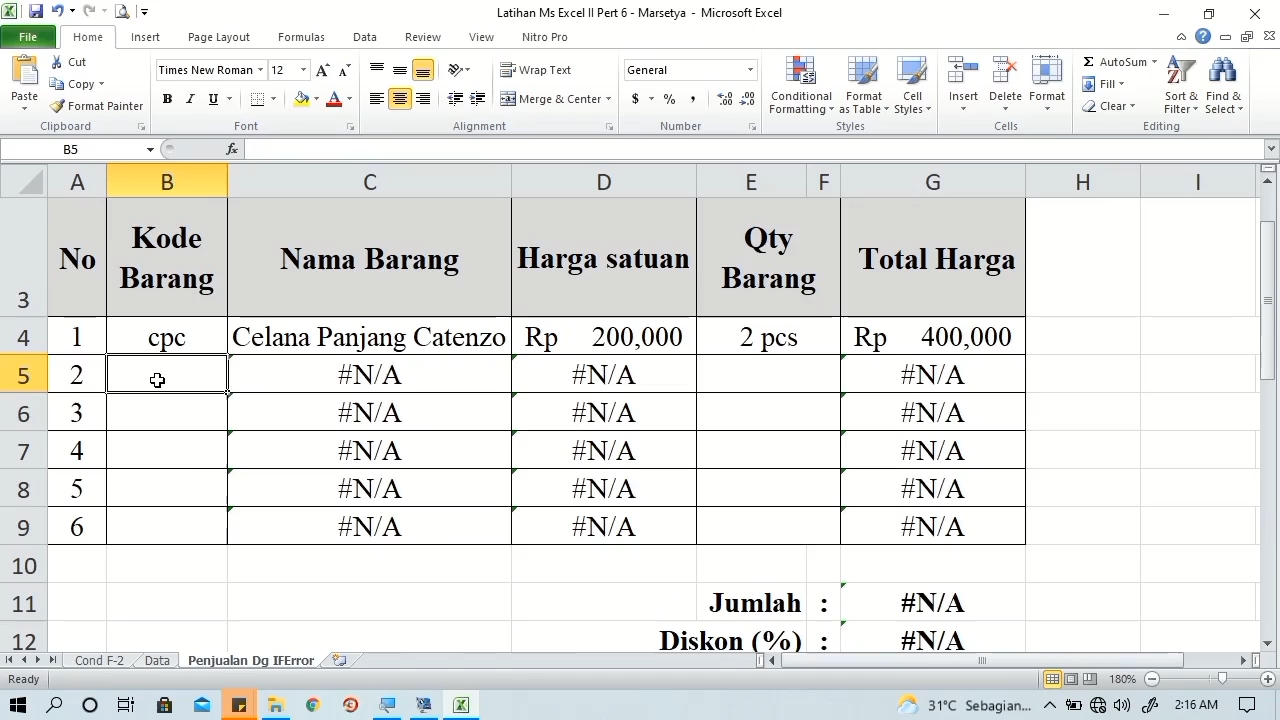 Latihan Ms Excel II Pert 6 - Marsetya - Microsoft Excel
File Home Insert Page Layout Formulas Data Review View Nitro Pro
Paste
Cut
Copy
Format Painter
Clipboard
Times New Roman 12
B I U
Font
Wrap Text
Merge & Center
Alignment
General
$ % ,
Number
Conditional Formatting
Format as Table
Cell Styles
Styles
Insert Delete Format
Cells
AutoSum
Fill
Clear
Sort & Filter
Find & Select
Editing
B5 fx
A B C D E F G H I
3 No Kode Barang Nama Barang Harga satuan Qty Barang Total Harga
4 1 cpc Celana Panjang Catenzo Rp 200,000 2 pcs Rp 400,000
5 2 #N/A #N/A #N/A
6 3 #N/A #N/A #N/A
7 4 #N/A #N/A #N/A
8 5 #N/A #N/A #N/A
9 6 #N/A #N/A #N/A
10
11 Jumlah : #N/A
12 Diskon (%) : #N/A
Cond F-2 Data Penjualan Dg IFError
Ready 180%
31°C Sebagian... 2:16 AM